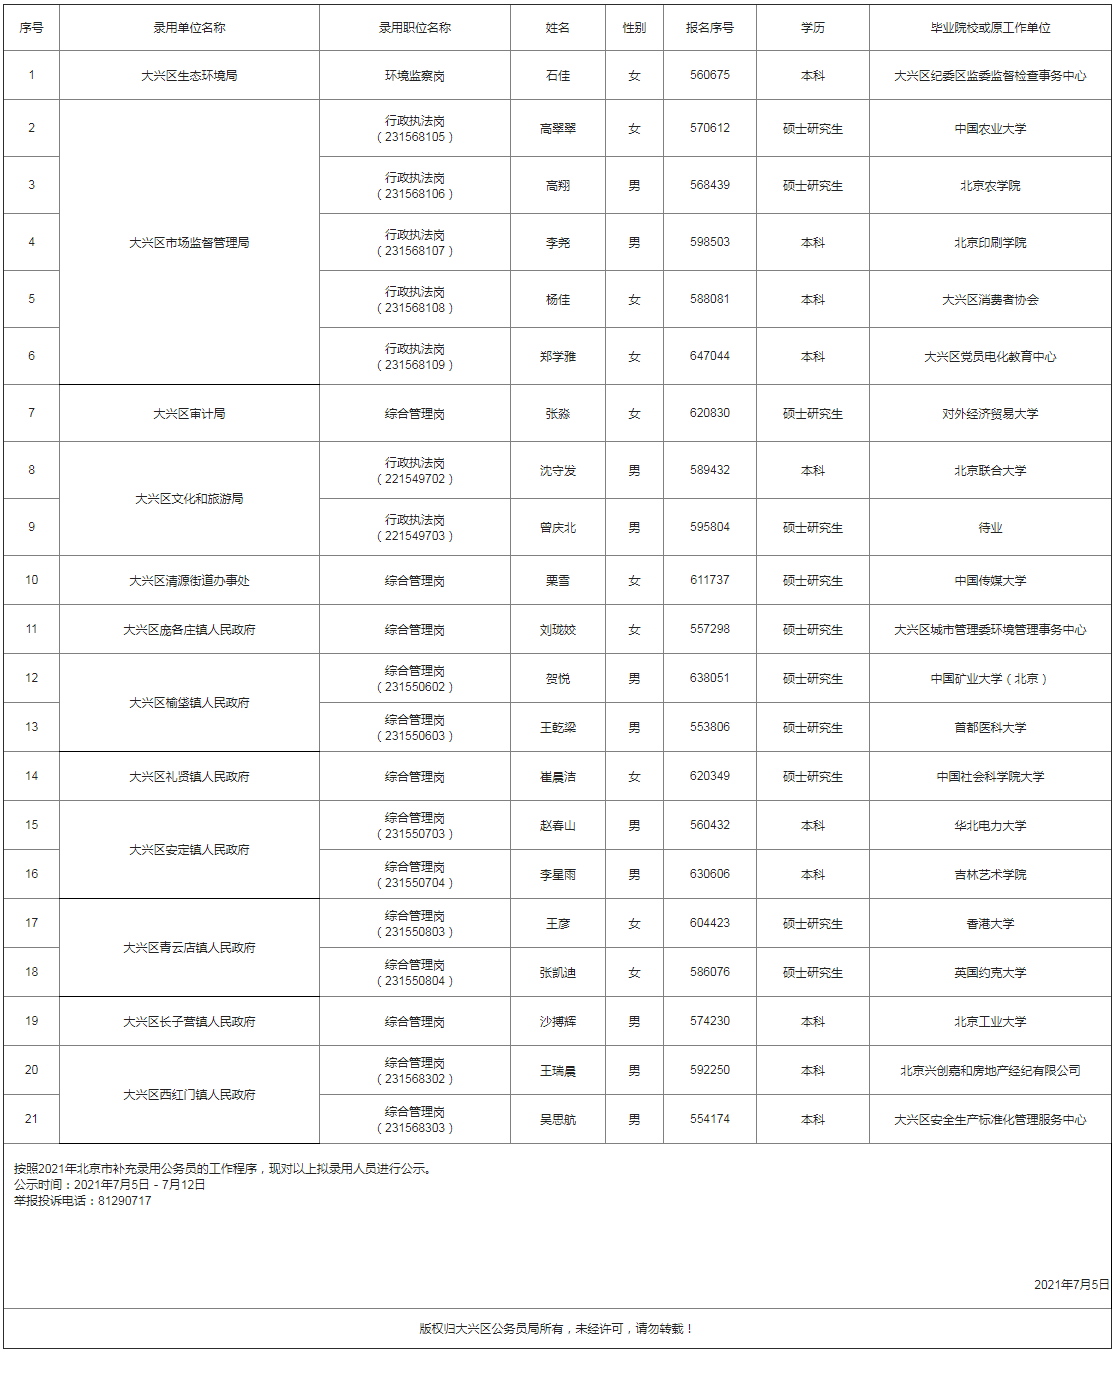 序号 录用单位名称 录用职位名称 姓名 性别 报名序号 学历 毕业院校或原工作单位
1 大兴区生态环境局 环境监察岗 石佳 女 560675 本科 大兴区纪委区监委监督检查事务中心
2 大兴区市场监督管理局 行政执法岗（231568105） 高翠翠 女 570612 硕士研究生 中国农业大学
3 行政执法岗（231568106） 高翔 男 568439 硕士研究生 北京农学院
4 行政执法岗（231568107） 李尧 男 598503 本科 北京印刷学院
5 行政执法岗（231568108） 杨佳 女 588081 本科 大兴区消费者协会
6 行政执法岗（231568109） 郑学雅 女 647044 本科 大兴区党员电化教育中心
7 大兴区审计局 综合管理岗 张淼 女 620830 硕士研究生 对外经济贸易大学
8 大兴区文化和旅游局 行政执法岗（221549702） 沈守发 男 589432 本科 北京联合大学
9 行政执法岗（221549703） 曾庆北 男 595804 硕士研究生 待业
10 大兴区清源街道办事处 综合管理岗 栗雪 女 611737 硕士研究生 中国传媒大学
11 大兴区庞各庄镇人民政府 综合管理岗 刘珑姣 女 557298 硕士研究生 大兴区城市管理委环境管理事务中心
12 大兴区榆垡镇人民政府 综合管理岗（231550602） 贺悦 男 638051 硕士研究生 中国矿业大学（北京）
13 综合管理岗（231550603） 王乾梁 男 553806 硕士研究生 首都医科大学
14 大兴区礼贤镇人民政府 综合管理岗 崔晨洁 女 620349 硕士研究生 中国社会科学院大学
15 大兴区安定镇人民政府 综合管理岗（231550703） 赵春山 男 560432 本科 华北电力大学
16 综合管理岗（231550704） 李星雨 男 630606 本科 吉林艺术学院
17 大兴区青云店镇人民政府 综合管理岗（231550803） 王彦 女 604423 硕士研究生 香港大学
18 综合管理岗（231550804） 张凯迪 女 586076 硕士研究生 英国约克大学
19 大兴区长子营镇人民政府 综合管理岗 沙搏辉 男 574230 本科 北京工业大学
20 大兴区西红门镇人民政府 综合管理岗（231568302） 王瑞晨 男 592250 本科 北京兴创嘉和房地产经纪有限公司
21 综合管理岗（231568303） 吴思航 男 554174 本科 大兴区安全生产标准化管理服务中心
按照2021年北京市补充录用公务员的工作程序，现对以上拟录用人员进行公示。
公示时间：2021年7月5日－7月12日
举报投诉电话：81290717
2021年7月5日
版权归大兴区公务员局所有，未经许可，请勿转载！